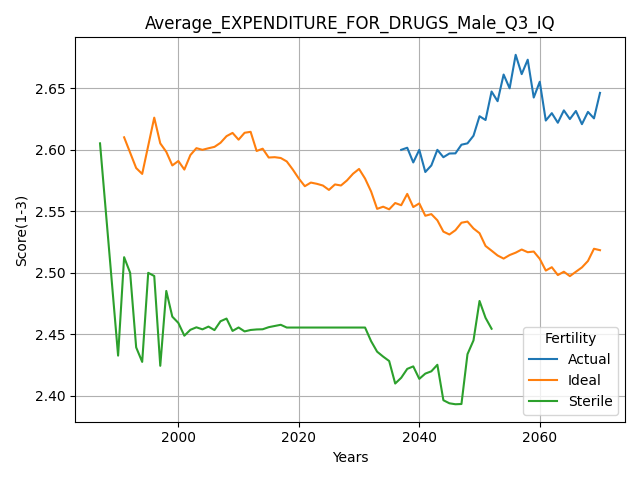 Average_EXPENDITURE_FOR_DRUGS_Male_Q3_IQ
Score(1-3)
2.65
2.60
2.55
2.50
2.45
2.40
2000
2020
2040
2060
Years
Fertility
Actual
Ideal
Sterile